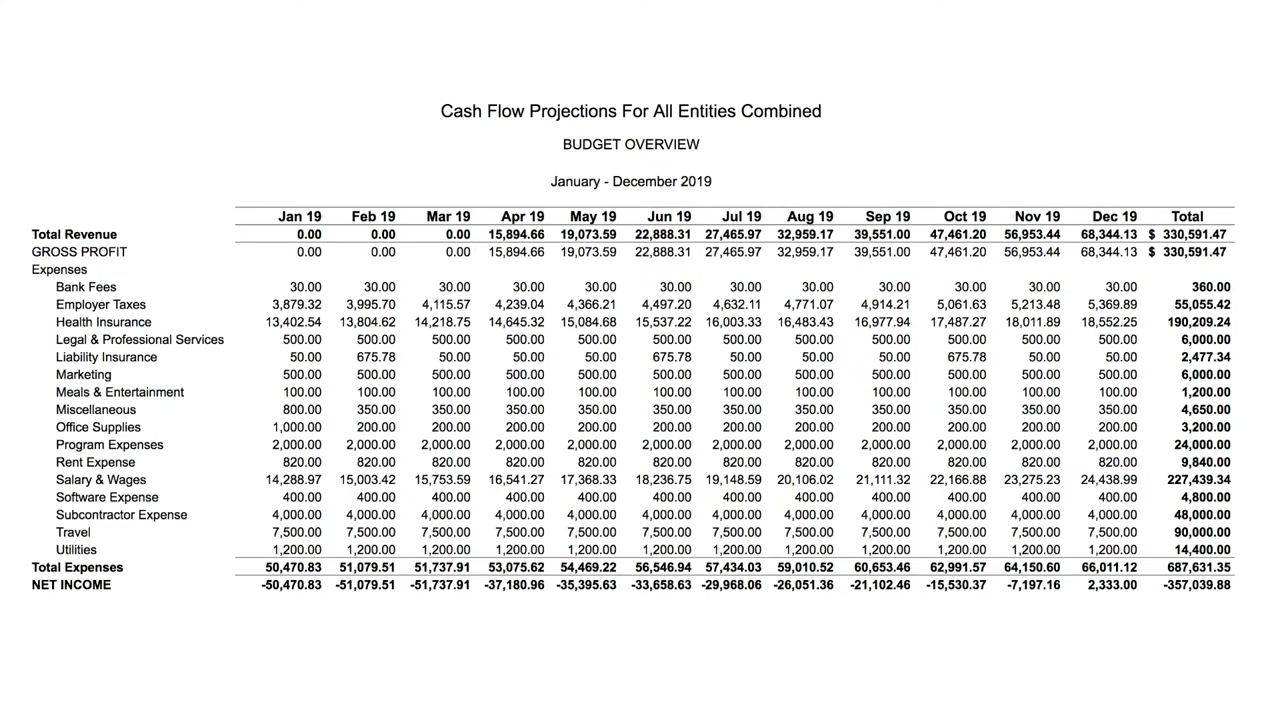 Cash Flow Projections For All Entities Combined
BUDGET OVERVIEW
January - December 2019
Jan 19 Feb 19 Mar 19 Apr 19 May 19 Jun 19 Jul 19 Aug 19 Sep 19 Oct 19 Nov 19 Dec 19 Total
Total Revenue 0.00 0.00 0.00 15,894.66 19,073.59 22,888.31 27,465.97 32,959.17 39,551.00 47,461.20 56,953.44 68,344.13 $ 330,591.47
GROSS PROFIT 0.00 0.00 0.00 15,894.66 19,073.59 22,888.31 27,465.97 32,959.17 39,551.00 47,461.20 56,953.44 68,344.13 $ 330,591.47
Expenses
Bank Fees 30.00 30.00 30.00 30.00 30.00 30.00 30.00 30.00 30.00 30.00 30.00 30.00 360.00
Employer Taxes 3,879.32 3,995.70 4,115.57 4,239.04 4,366.21 4,497.20 4,632.11 4,771.07 4,914.21 5,061.63 5,213.48 5,369.89 55,055.42
Health Insurance 13,402.54 13,804.62 14,218.75 14,645.32 15,084.68 15,537.22 16,003.33 16,483.43 16,977.94 17,487.27 18,011.89 18,552.25 190,209.24
Legal & Professional Services 500.00 500.00 500.00 500.00 500.00 500.00 500.00 500.00 500.00 500.00 500.00 500.00 6,000.00
Liability Insurance 50.00 675.78 50.00 50.00 50.00 675.78 50.00 50.00 50.00 675.78 50.00 50.00 2,477.34
Marketing 500.00 500.00 500.00 500.00 500.00 500.00 500.00 500.00 500.00 500.00 500.00 500.00 6,000.00
Meals & Entertainment 100.00 100.00 100.00 100.00 100.00 100.00 100.00 100.00 100.00 100.00 100.00 100.00 1,200.00
Miscellaneous 800.00 350.00 350.00 350.00 350.00 350.00 350.00 350.00 350.00 350.00 350.00 350.00 4,650.00
Office Supplies 1,000.00 200.00 200.00 200.00 200.00 200.00 200.00 200.00 200.00 200.00 200.00 200.00 3,200.00
Program Expenses 2,000.00 2,000.00 2,000.00 2,000.00 2,000.00 2,000.00 2,000.00 2,000.00 2,000.00 2,000.00 2,000.00 2,000.00 24,000.00
Rent Expense 820.00 820.00 820.00 820.00 820.00 820.00 820.00 820.00 820.00 820.00 820.00 820.00 9,840.00
Salary & Wages 14,288.97 15,003.42 15,753.59 16,541.27 17,368.33 18,236.75 19,148.59 20,106.02 21,111.32 22,166.88 23,275.23 24,438.99 227,439.34
Software Expense 400.00 400.00 400.00 400.00 400.00 400.00 400.00 400.00 400.00 400.00 400.00 400.00 4,800.00
Subcontractor Expense 4,000.00 4,000.00 4,000.00 4,000.00 4,000.00 4,000.00 4,000.00 4,000.00 4,000.00 4,000.00 4,000.00 4,000.00 48,000.00
Travel 7,500.00 7,500.00 7,500.00 7,500.00 7,500.00 7,500.00 7,500.00 7,500.00 7,500.00 7,500.00 7,500.00 7,500.00 90,000.00
Utilities 1,200.00 1,200.00 1,200.00 1,200.00 1,200.00 1,200.00 1,200.00 1,200.00 1,200.00 1,200.00 1,200.00 1,200.00 14,400.00
Total Expenses 50,470.83 51,079.51 51,737.91 53,075.62 54,469.22 56,546.94 57,434.03 59,010.52 60,653.46 62,991.57 64,150.60 66,011.12 687,631.35
NET INCOME -50,470.83 -51,079.51 -51,737.91 -37,180.96 -35,395.63 -33,658.63 -29,968.06 -26,051.36 -21,102.46 -15,530.37 -7,197.16 2,333.00 -357,039.88